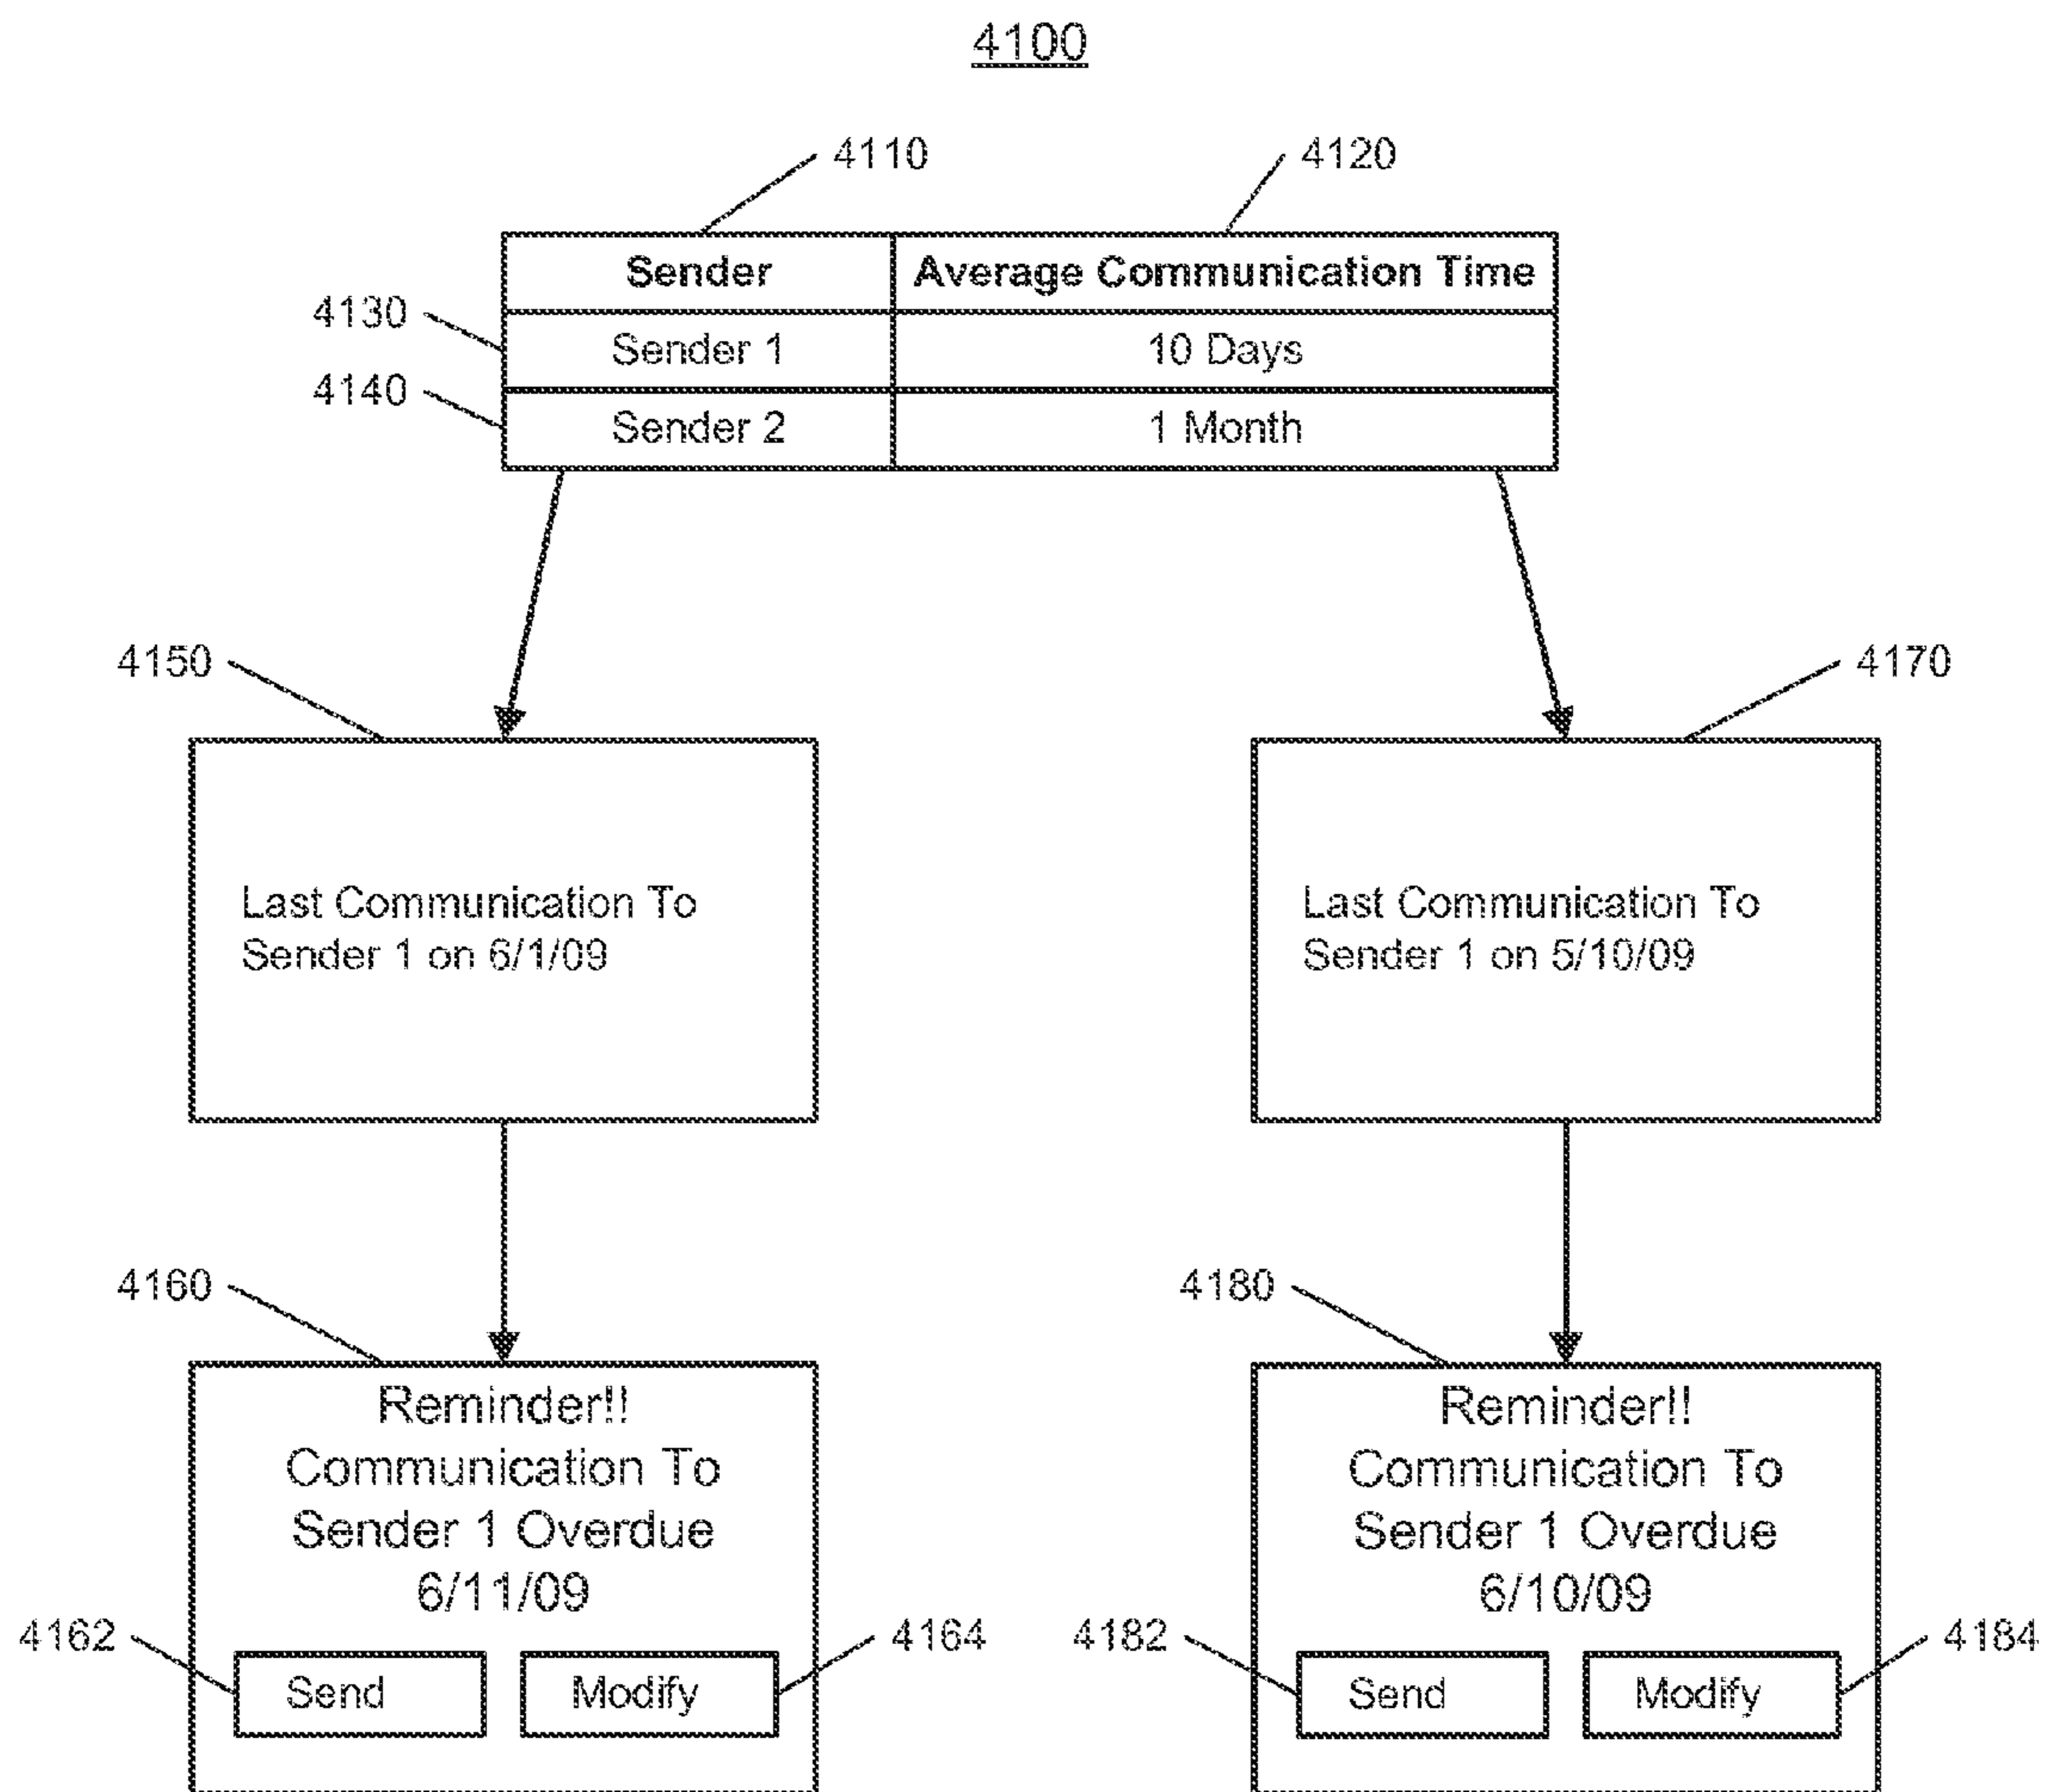 4100
4110
4120
Sender
Average Communication Time
4130
Sender 1
10 Days
4140
Sender 2
1 Month
4150
4170
Last Communication To
Sender 1 on 6/1/09
Last Communication To
Sender 1 on 5/10/09
4160
4180
Reminder!!
Communication To
Sender 1 Overdue
6/11/09
4162
Send
Modify
4164
Reminder!!
Communication To
Sender 1 Overdue
6/10/09
4182
Send
Modify
4184